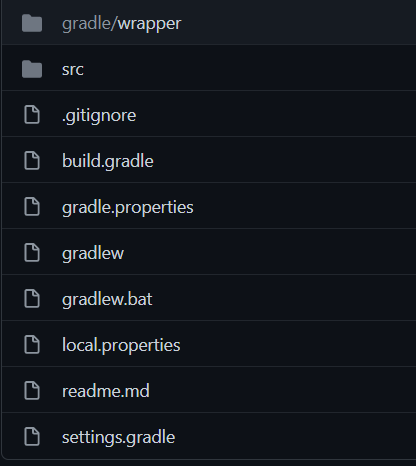 gradle/wrapper
src
.gitignore
build.gradle
gradle.properties
gradlew
gradlew.bat
local.properties
readme.md
settings.gradle